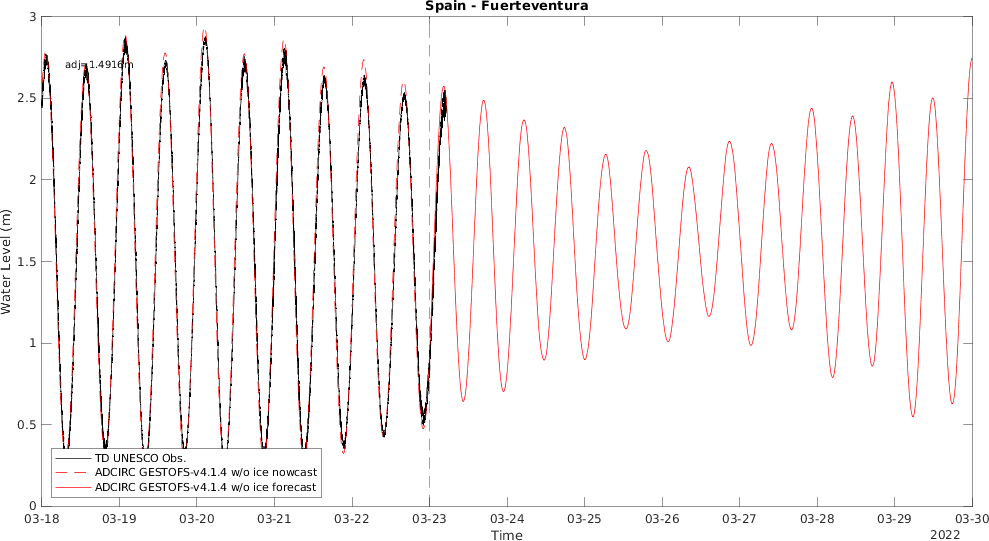 Spain - Fuerteventura
3
adj=1.4916m
2.5
2
Water Level (m)
1.5
1
0.5
TD UNESCO Obs.
ADCIRC GESTOFS-v4.1.4 w/o ice nowcast
ADCIRC GESTOFS-v4.1.4 w/o ice forecast
0
03-18 03-19 03-20 03-21 03-22 03-23 03-24 03-25 03-26 03-27 03-28 03-29 03-30
Time
2022